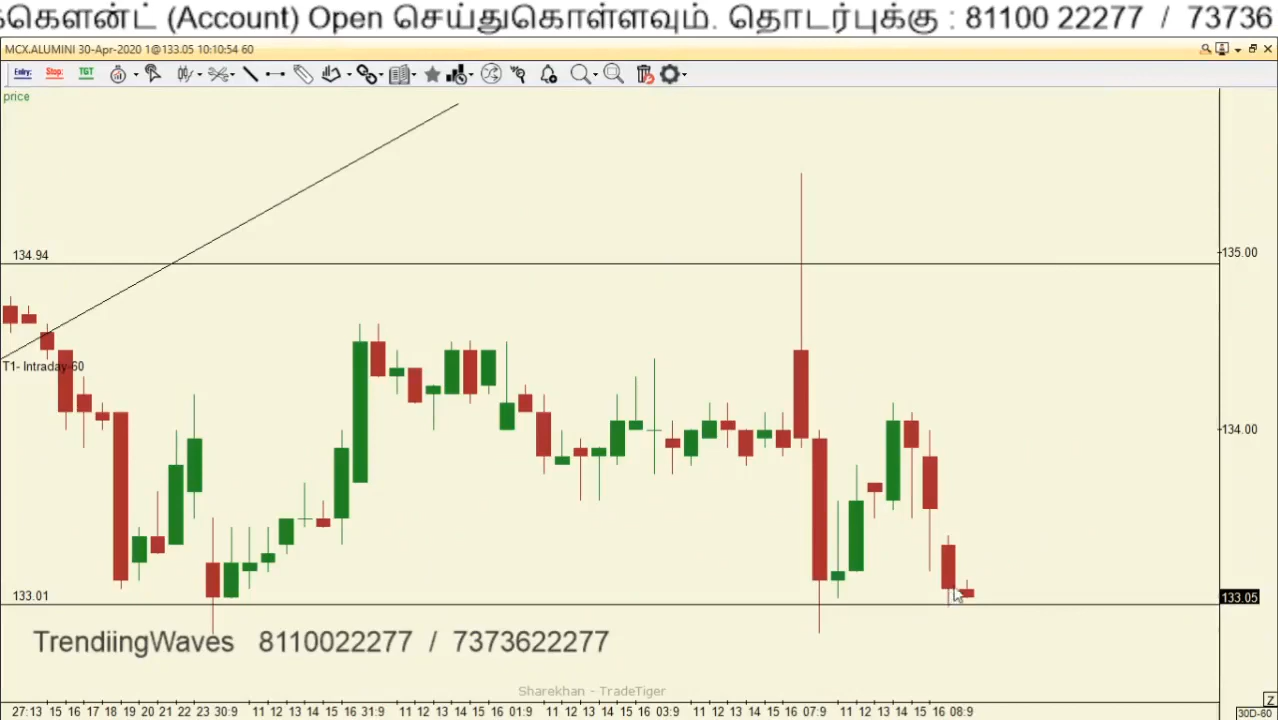 கௌண்ட் (Account) Open செய்துகொள்ளவும். தொடர்புக்கு : 81100 22277 / 73736
MCX.ALUMINI 30-Apr-2020 1@133.05 10:10:54 60
Entry: Stop: TGT
price
134.94
135.00
T1- Intraday-60
134.00
133.01
133.05
TrendiingWaves 8110022277 / 7373622277
Sharekhan - TradeTiger
Z
27:13 15 16 17 18 19 20 21 22 23 30:9 11 12 13 14 15 16 31:9 11 12 13 14 15 16 01:9 11 12 13 14 15 16 03:9 11 12 13 14 15 16 07:9 11 12 13 14 15 16 08:9 30D-60